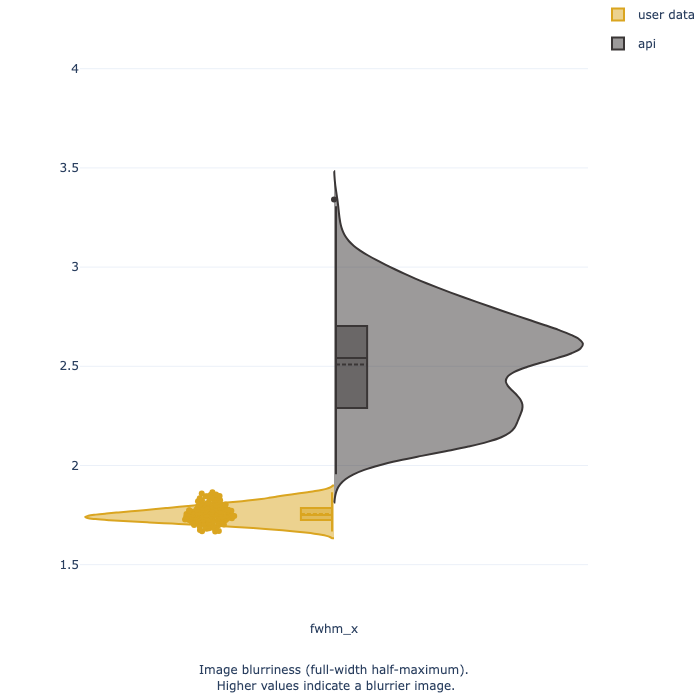 user data
api
4
3.5
3
2.5
2
1.5
fwhm_x
Image blurriness (full-width half-maximum).
Higher values indicate a blurrier image.